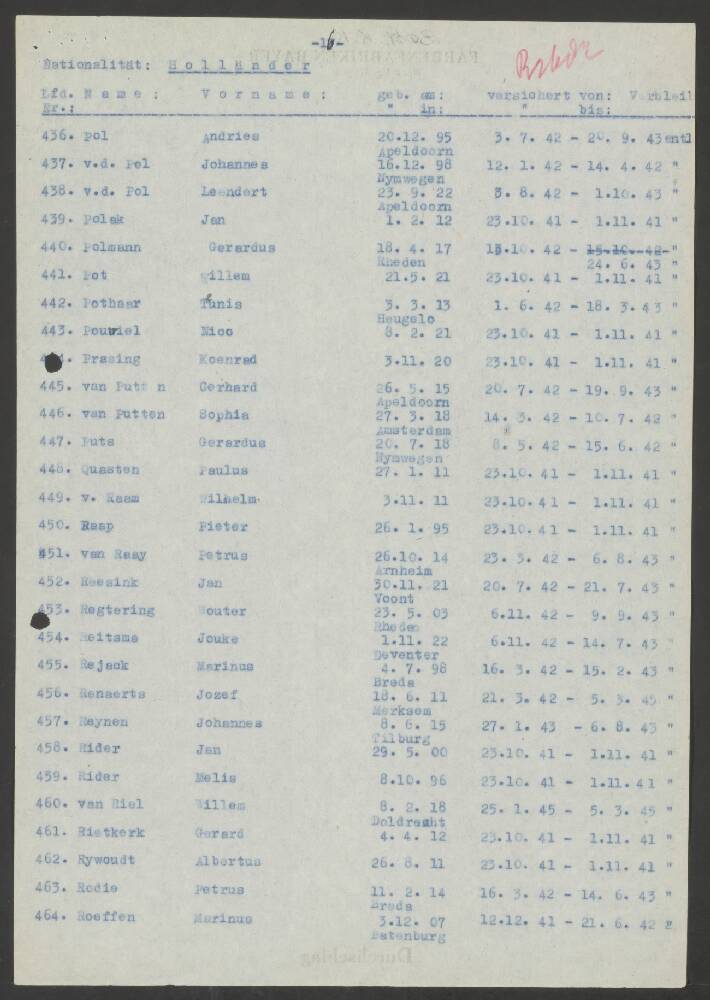 -16-
Nationalität: Holländer
Lfd. Name: Vorname: geb. am: versichert von: Verbleib
Nr.: " in: " bis:
436. Pol Andries 20.12. 95 3. 7. 42 - 20. 9. 43 entl
Apeldoorn
437. v.d. Pol Johannes 16.12. 98 12. 1. 42 - 14. 4. 42 "
Nymwegen
438. v.d. Pol Leendert 23. 9. 22 3. 8. 42 - 1.10. 43 "
Apeldoorn
439. Polak Jan 1. 2. 12 23.10. 41 - 1.11. 41 "
440. Polmann Gerardus 18. 4. 17 15.10. 42 - 15.10. 42- "
Rheden 24. 6. 43 "
441. Pot Willem 21.5. 21 23.10. 41 - 1.11. 41 "
442. Pothaar Tunis 3. 3. 13 1. 6. 42 - 18. 3.43 "
Heugelo
443. Pouwiel Nico 8. 2. 21 23.10. 41 - 1.11. 41 "
444. Prasing Koenrad 3.11. 20 23.10. 41 - 1.11. 41 "
445. van Putten Gerhard 26. 5. 15 20. 7. 42 - 19. 9. 43 "
Apeldoorn
446. van Putten Sophia 27. 3. 18 14. 3. 42 - 10. 7. 42 "
Amsterdam
447. Puts Gerardus 20. 7. 18 8. 5. 42 - 15. 6. 42 "
Nymwegen
448. Quasten Paulus 27. 1. 11 23.10. 41 - 1.11. 41 "
449. v. Raam Wilhelm 3.11. 11 23.10.41 - 1.11. 41 "
450. Raap Pieter 26. 1. 95 23.10.41 - 1.11. 41 "
451. van Raay Petrus 26.10. 14 23. 3. 42 - 6. 8. 43 "
Arnheim
452. Reesink Jan 30.11. 21 20. 7. 42 - 21. 7. 43 "
Voont
453. Regtering Wouter 23. 5. 03 6.11. 42 - 9. 9. 43 "
Rheden
454. Reitsma Jouke 1.11. 22 6.11. 42 - 14. 7. 43 "
Deventer
455. Rejack Marinus 4. 7. 98 16. 3. 42 - 15. 2. 43 "
Breda
456. Renaerts Jozef 18. 6. 11 21. 3. 42 - 5. 3. 45 "
Merksem
457. Reynen Johannes 8. 6. 15 27. 1. 43 - 6. 8. 43 "
Tilburg
458. Rider Jan 29. 5. 00 23.10. 41 - 1.11. 41 "
459. Rider Melis 8.10. 96 23.10. 41 - 1.11.41 "
460. van Riel Willem 8. 2. 18 25. 1. 45 - 5. 3. 45 "
Doldrecht
461. Rietkerk Gerard 4. 4. 12 23.10. 41 - 1.11. 41 "
462. Rywoudt Albertus 26. 8. 11 23.10. 41 - 1.11. 41 "
463. Rodie Petrus 11. 2. 14 16. 3. 42 - 14. 6. 43 "
Breda
464. Roeffen Marinus 3.12. 07 12.12. 41 - 21. 6. 42 "
Batenburg